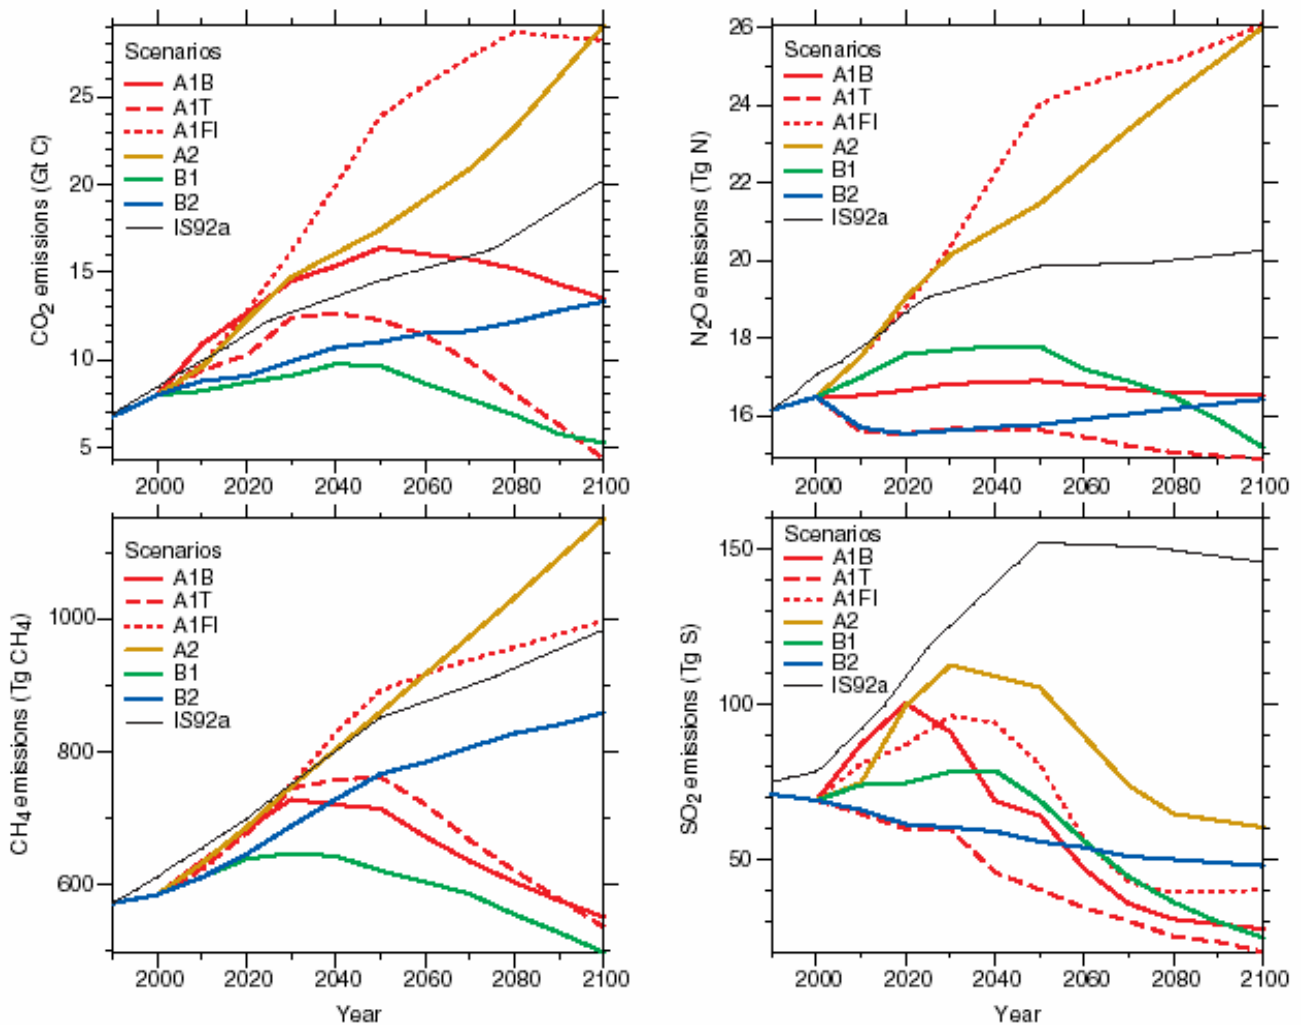 CO2 emissions (Gt C)
25
20
15
10
5
Scenarios
A1B
A1T
A1FI
A2
B1
B2
IS92a
2000 2020 2040 2060 2080 2100
N2O emissions (Tg N)
26
24
22
20
18
16
Scenarios
A1B
A1T
A1FI
A2
B1
B2
IS92a
2000 2020 2040 2060 2080 2100
CH4 emissions (Tg CH4)
1000
800
600
Scenarios
A1B
A1T
A1FI
A2
B1
B2
IS92a
2000 2020 2040 2060 2080 2100
Year
SO2 emissions (Tg S)
150
100
50
Scenarios
A1B
A1T
A1FI
A2
B1
B2
IS92a
2000 2020 2040 2060 2080 2100
Year